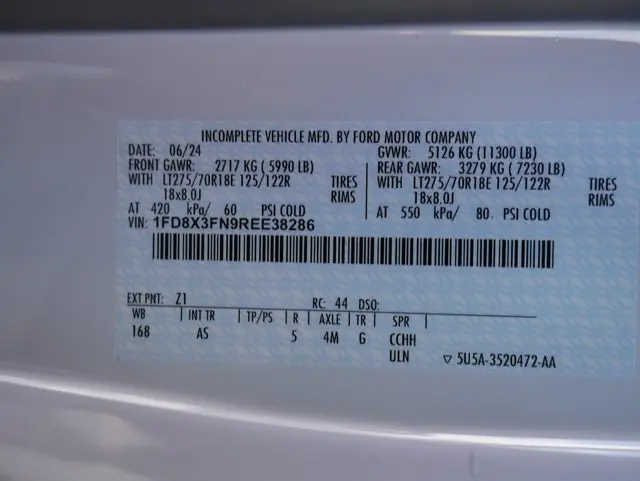 INCOMPLETE VEHICLE MFD. BY FORD MOTOR COMPANY
DATE: 06/24 GVWR: 5126 KG (11300 LB)
FRONT GAWR: 2717 KG ( 5990 LB) REAR GAWR: 3279 KG ( 7230 LB)
WITH LT275/70R18E 125/122R TIRES WITH LT275/70R18E 125/122R TIRES
18x8.0J RIMS 18x8.0J RIMS
AT 420 kPa/ 60 PSI COLD AT 550 kPa/ 80 PSI COLD
VIN: 1FD8X3FN9REE38286
EXT PNT: Z1 RC: 44 DSO:
WB | INT TR | TP/PS | R | AXLE | TR | SPR |
168 AS 5 4M G CCHH
ULN ▽ 5U5A-3520472-AA